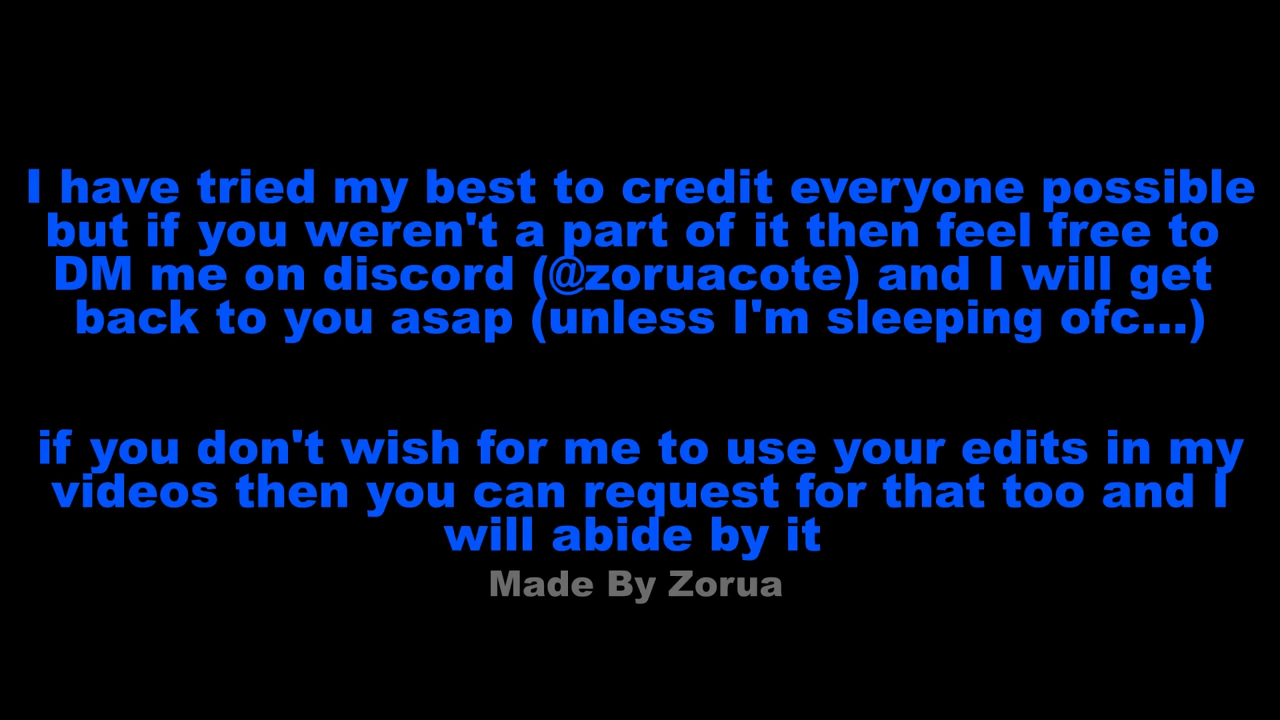 I have tried my best to credit everyone possible
but if you weren't a part of it then feel free to
DM me on discord (@zoruacote) and I will get
back to you asap (unless I'm sleeping ofc...)
if you don't wish for me to use your edits in my
videos then you can request for that too and I
will abide by it
Made By Zorua